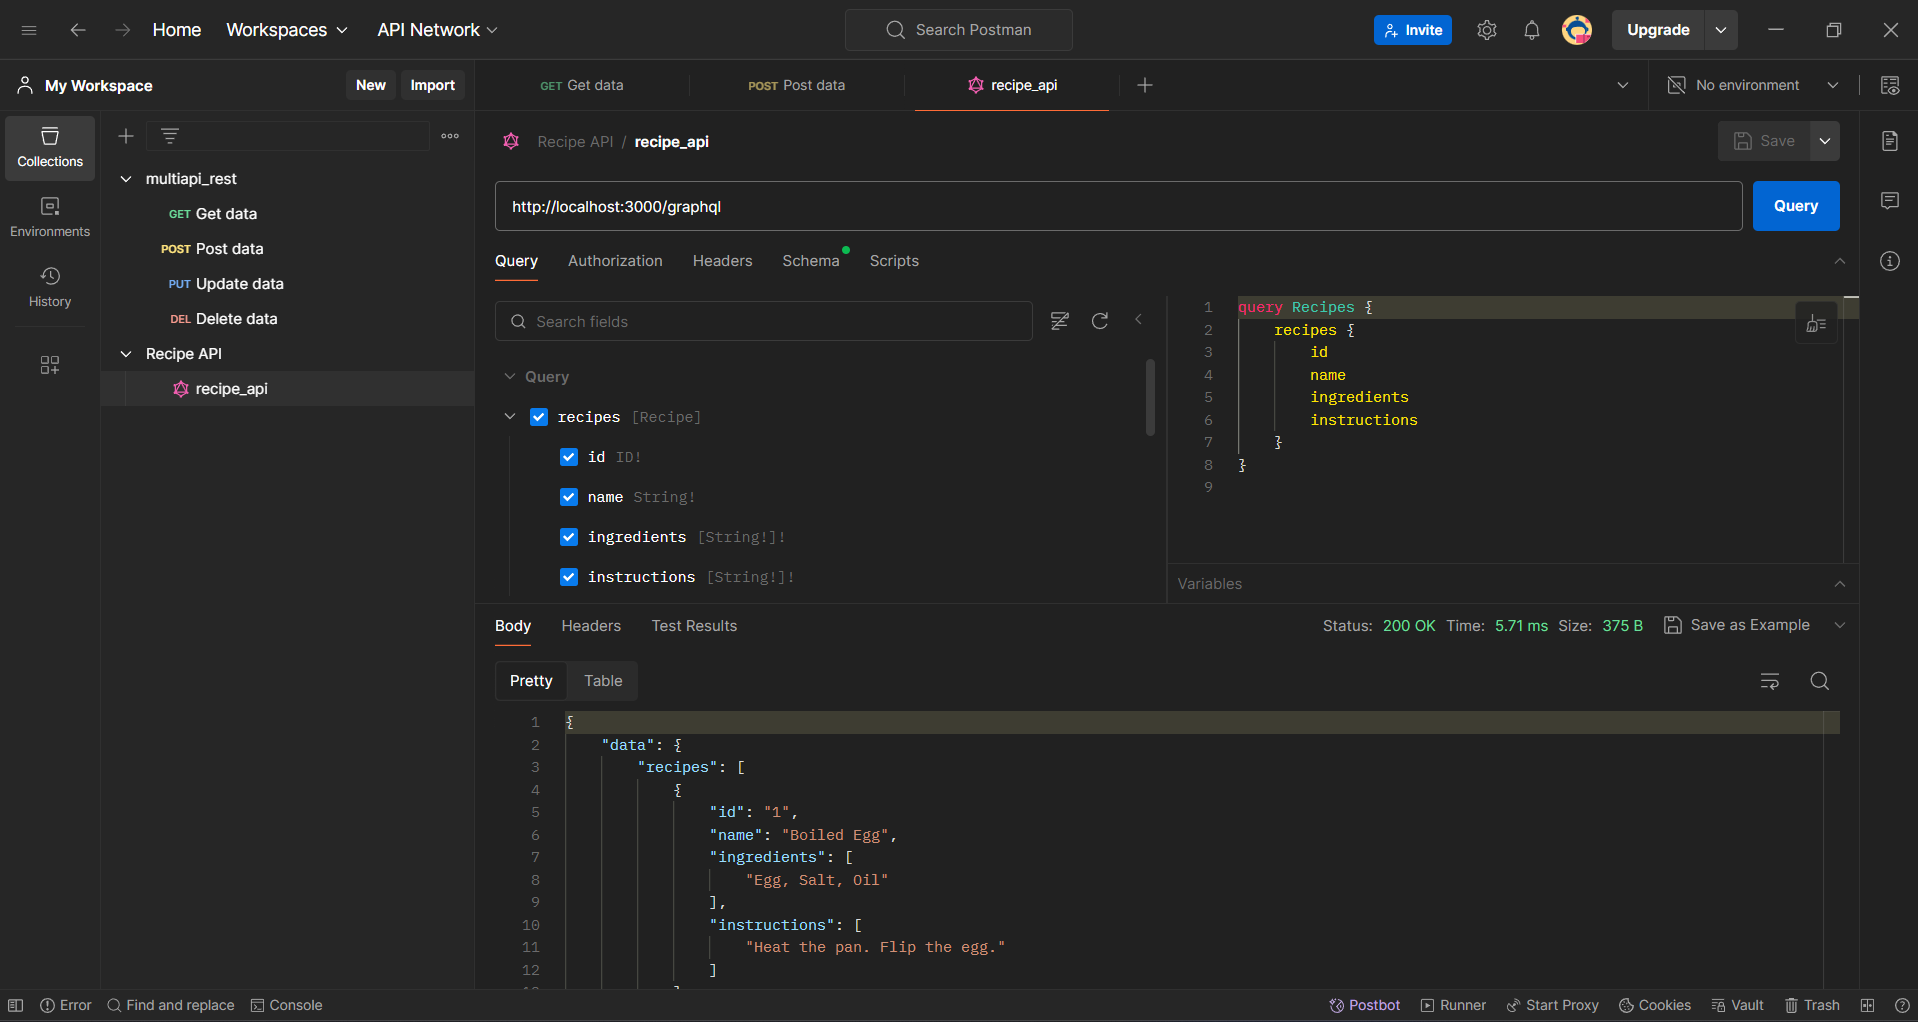 Home Workspaces API Network Search Postman Invite Upgrade
My Workspace New Import GET Get data POST Post data recipe_api No environment
Collections
Environments
History
multiapi_rest
GET Get data
POST Post data
PUT Update data
DEL Delete data
Recipe API
recipe_api
Recipe API / recipe_api Save
http://localhost:3000/graphql Query
Query Authorization Headers Schema Scripts
Search fields
Query
recipes [Recipe]
id ID!
name String!
ingredients [String!]!
instructions [String!]!
1 query Recipes {
2 recipes {
3 id
4 name
5 ingredients
6 instructions
7 }
8 }
9
Variables
Body Headers Test Results Status: 200 OK Time: 5.71 ms Size: 375 B Save as Example
Pretty Table
1 {
2 "data": {
3 "recipes": [
4 {
5 "id": "1",
6 "name": "Boiled Egg",
7 "ingredients": [
8 "Egg, Salt, Oil"
9 ],
10 "instructions": [
11 "Heat the pan. Flip the egg."
12 ]
Error Find and replace Console Postbot Runner Start Proxy Cookies Vault Trash